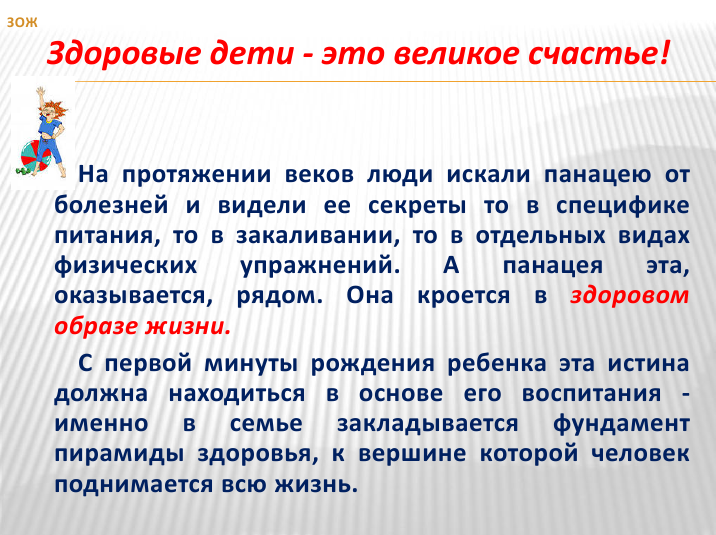 ЗОЖ
Здоровые дети - это великое счастье!
На протяжении веков люди искали панацею от
болезней и видели ее секреты то в специфике
питания, то в закаливании, то в отдельных видах
физических упражнений. А панацея эта,
оказывается, рядом. Она кроется в здоровом
образе жизни.
С первой минуты рождения ребенка эта истина
должна находиться в основе его воспитания -
именно в семье закладывается фундамент
пирамиды здоровья, к вершине которой человек
поднимается всю жизнь.